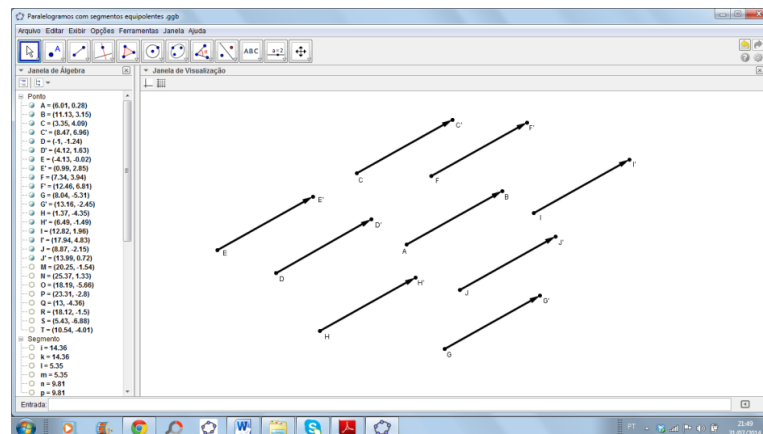 Paralelogramos com segmentos equipolentes .ggb
Arquivo Editar Exibir Opções Ferramentas Janela Ajuda
A
ABC
a=2
Janela de Álgebra
Janela de Visualização
Ponto
A = (6.01, 0.28)
B = (11.13, 3.15)
C = (3.35, 4.09)
C' = (8.47, 6.96)
D = (-1, -1.24)
D' = (4.12, 1.63)
E = (-4.13, -0.02)
E' = (0.99, 2.85)
F = (7.34, 3.94)
F' = (12.46, 6.81)
G = (8.04, -5.31)
G' = (13.16, -2.45)
H = (1.37, -4.35)
H' = (6.49, -1.49)
I = (12.82, 1.96)
I' = (17.94, 4.83)
J = (8.87, -2.15)
J' = (13.99, 0.72)
M = (20.25, -1.54)
N = (25.37, 1.33)
O = (18.19, -5.66)
P = (23.31, -2.8)
Q = (13, -4.36)
R = (18.12, -1.5)
S = (5.43, -6.88)
T = (10.54, -4.01)
Segmento
i = 14.36
k = 14.36
l = 5.35
m = 5.35
n = 9.81
p = 9.81
C'
F'
I'
C
F
E'
B
I
D'
A
J'
E
D
H'
J
G'
H
G
Entrada:
W
S
PT
21:49